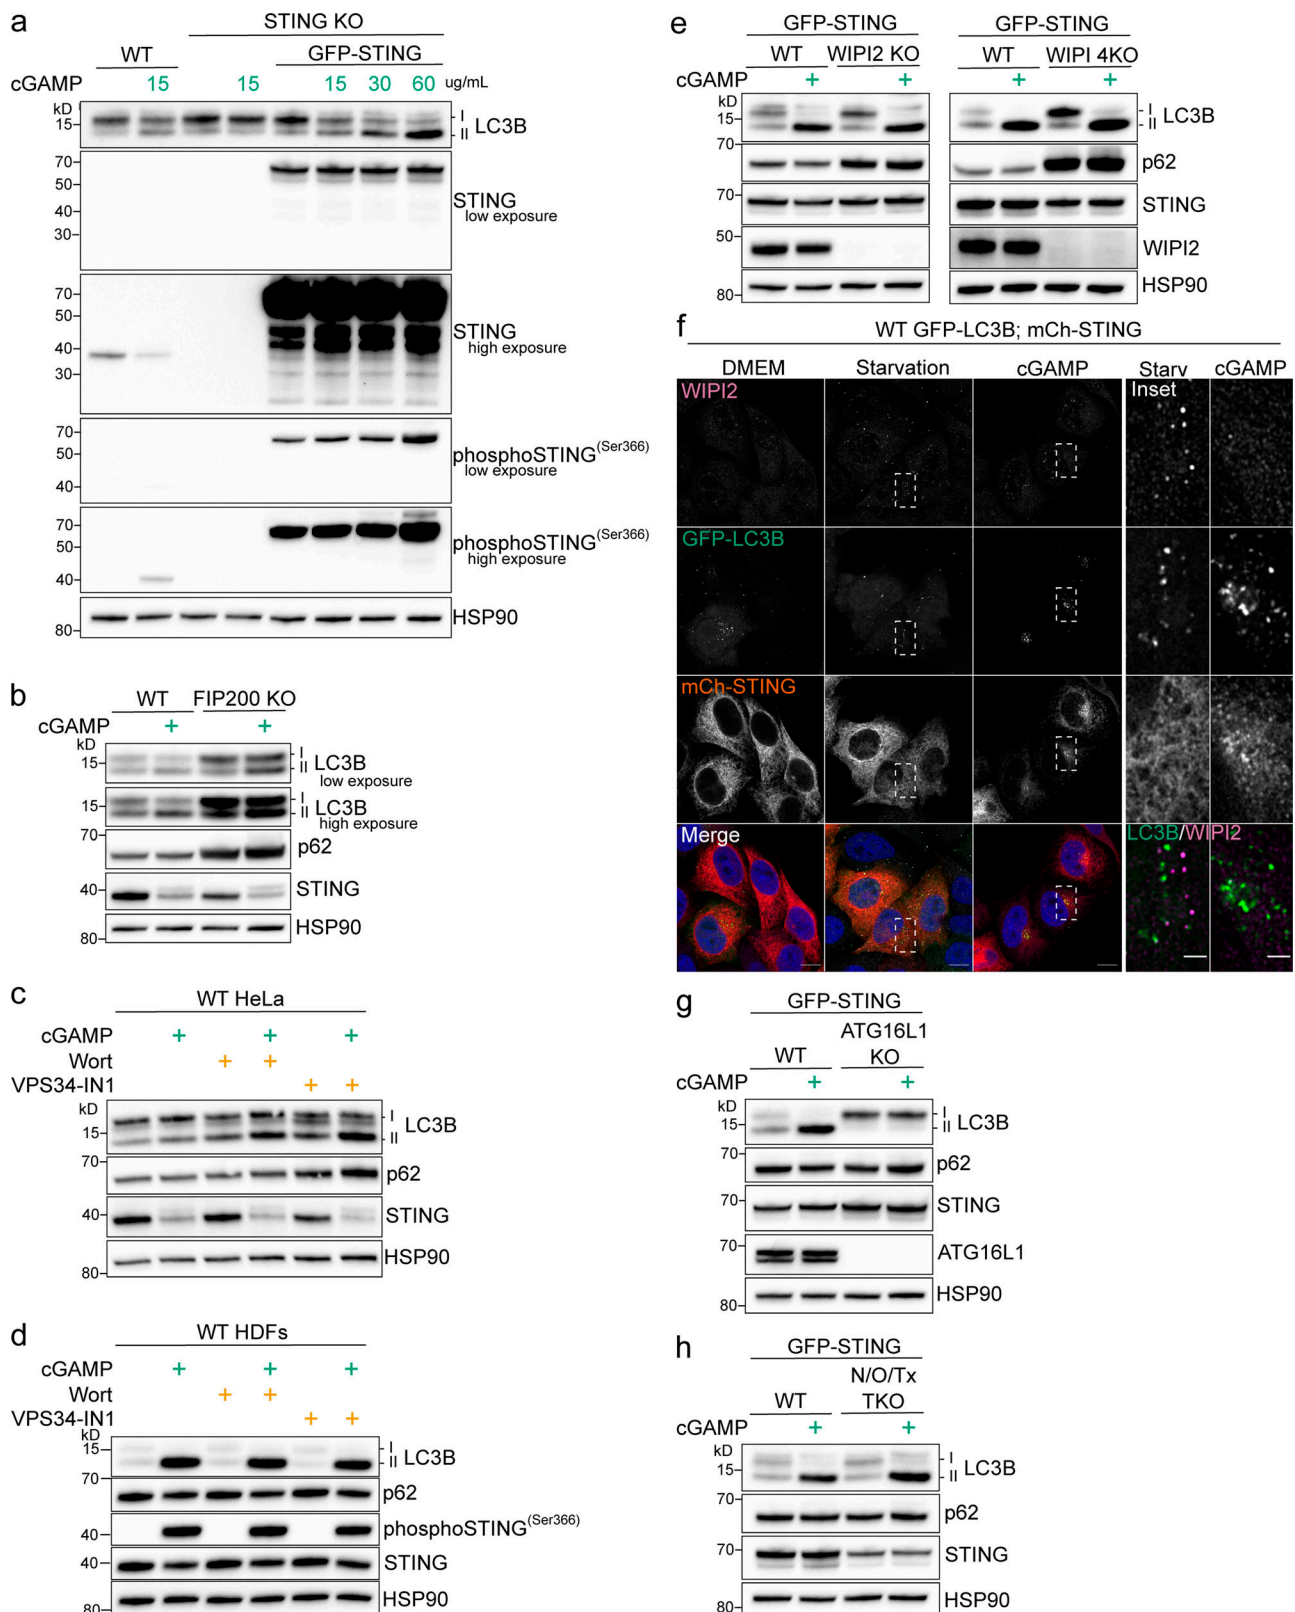 a
STING KO
WT
GFP-STING
cGAMP 15 15 15 30 60 ug/mL
kD
15
I
II
LC3B
70
50
40
30
STING
low exposure
70
50
40
30
STING
high exposure
70
50
40
phosphoSTING(Ser366)
low exposure
70
50
40
phosphoSTING(Ser366)
high exposure
80
HSP90
b
WT FIP200 KO
cGAMP +  +
kD
15
I
II
LC3B
low exposure
15
I
II
LC3B
high exposure
70
p62
40
STING
80
HSP90
c
WT HeLa
cGAMP + + +
Wort + +
VPS34-IN1 + +
kD
15
I
II
LC3B
70
p62
40
STING
80
HSP90
d
WT HDFs
cGAMP + + +
Wort + +
VPS34-IN1 + +
kD
15
I
II
LC3B
70
p62
40
phosphoSTING(Ser366)
40
STING
80
HSP90
e
GFP-STING GFP-STING
WT WIPI2 KO WT WIPI 4KO
cGAMP + + + +
kD
15
I
II
LC3B
70
p62
70 70
STING
50
WIPI2
80
HSP90
f
WT GFP-LC3B; mCh-STING
DMEM Starvation cGAMP Starv cGAMP
WIPI2 Inset
GFP-LC3B
mCh-STING
Merge LC3B/WIPI2
g
GFP-STING
ATG16L1
WT KO
cGAMP + +
kD
15
I
II
LC3B
70
p62
70
STING
70
ATG16L1
80
HSP90
h
GFP-STING
N/O/Tx
WT TKO
cGAMP + +
kD
15
I
II
LC3B
70
p62
70
STING
80
HSP90